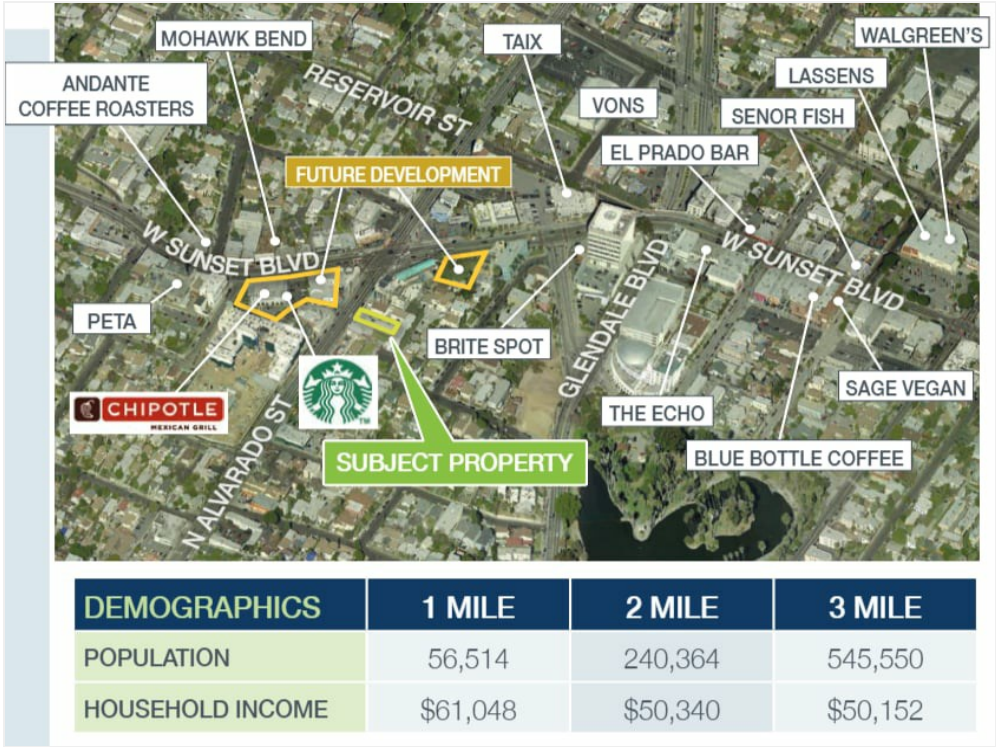 MOHAWK BEND
TAIX
WALGREEN'S
ANDANTE
COFFEE ROASTERS
RESERVOIR ST
VONS
LASSENS
SENOR FISH
EL PRADO BAR
FUTURE DEVELOPMENT
W SUNSET BLVD
W SUNSET BLVD
PETA
BRITE SPOT
GLENDALE BLVD
SAGE VEGAN
CHIPOTLE
MEXICAN GRILL
TM
THE ECHO
N ALVARADO ST
SUBJECT PROPERTY
BLUE BOTTLE COFFEE
DEMOGRAPHICS 1 MILE 2 MILE 3 MILE
POPULATION 56,514 240,364 545,550
HOUSEHOLD INCOME $61,048 $50,340 $50,152